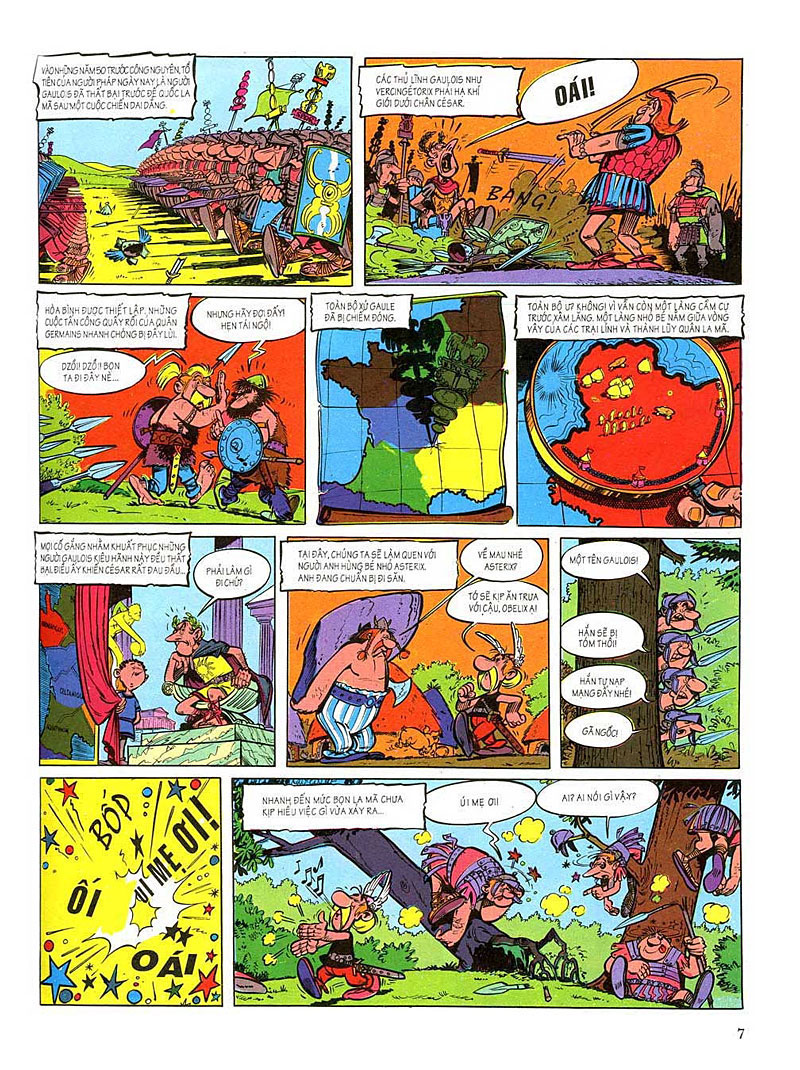 VÀO NHỮNG NĂM 50 TRƯỚC CÔNG NGUYÊN, TỔ
TIÊN CỦA NGƯỜI PHÁP NGÀY NAY, LÀ NGƯỜI
GAULOIS ĐÃ THẤT BẠI TRƯỚC ĐẾ QUỐC LA
MÃ SAU MỘT CUỘC CHIẾN DAI DẲNG.
CÁC THỦ LĨNH GAULOIS NHƯ
VERCINGÉTORIX PHẢI HẠ KHÍ
GIỚI DƯỚI CHÂN CÉSAR.
OÁI!
BANG!
HÒA BÌNH ĐƯỢC THIẾT LẬP. NHỮNG
CUỘC TẤN CÔNG QUẤY RỐI CỦA QUÂN
GERMAINS NHANH CHÓNG BỊ ĐẨY LÙI.
NHƯNG HÃY ĐỢI ĐẤY!
HẸN TÁI NGỘ!
DZỒI! DZỒI! BỌN
TA ĐI ĐÂY NÈ...
TOÀN BỘ XỨ GAULE
ĐÃ BỊ CHIẾM ĐÓNG.
TOÀN BỘ Ư? KHÔNG! VÌ VẪN CÒN MỘT LÀNG CẦM CỰ
TRƯỚC XÂM LĂNG. MỘT LÀNG NHỎ BÉ NẰM GIỮA VÒNG
VÂY CỦA CÁC TRẠI LÍNH VÀ THÀNH LŨY QUÂN LA MÃ.
MỌI CỐ GẮNG NHẰM KHUẤT PHỤC NHỮNG
NGƯỜI GAULOIS KIÊU HÃNH NÀY ĐỀU THẤT
BẠI. ĐIỀU ẤY KHIẾN CÉSAR RẤT ĐAU ĐẦU...
PHẢI LÀM GÌ
ĐI CHỨ?
TẠI ĐÂY, CHÚNG TA SẼ LÀM QUEN VỚI
NGƯỜI ANH HÙNG BÉ NHỎ ASTERIX.
ANH ĐANG CHUẨN BỊ ĐI SĂN.
VỀ MAU NHÉ
ASTERIX?
TỚ SẼ KỊP ĂN TRƯA
VỚI CẬU, OBELIX Ạ!
MỘT TÊN GAULOIS!
HẮN SẼ BỊ
TÓM THÔI!
HẮN TỰ NẠP
MẠNG ĐẤY NHÉ!
GÃ NGỐC!
BỐP
ỐI
ÚI MẸ ƠI!
OÁI
NHANH ĐẾN MỨC BỌN LA MÃ CHƯA
KỊP HIỂU VIỆC GÌ VỪA XẢY RA...
ÚI MẸ ƠI!
AI? AI NÓI GÌ VẬY?
7